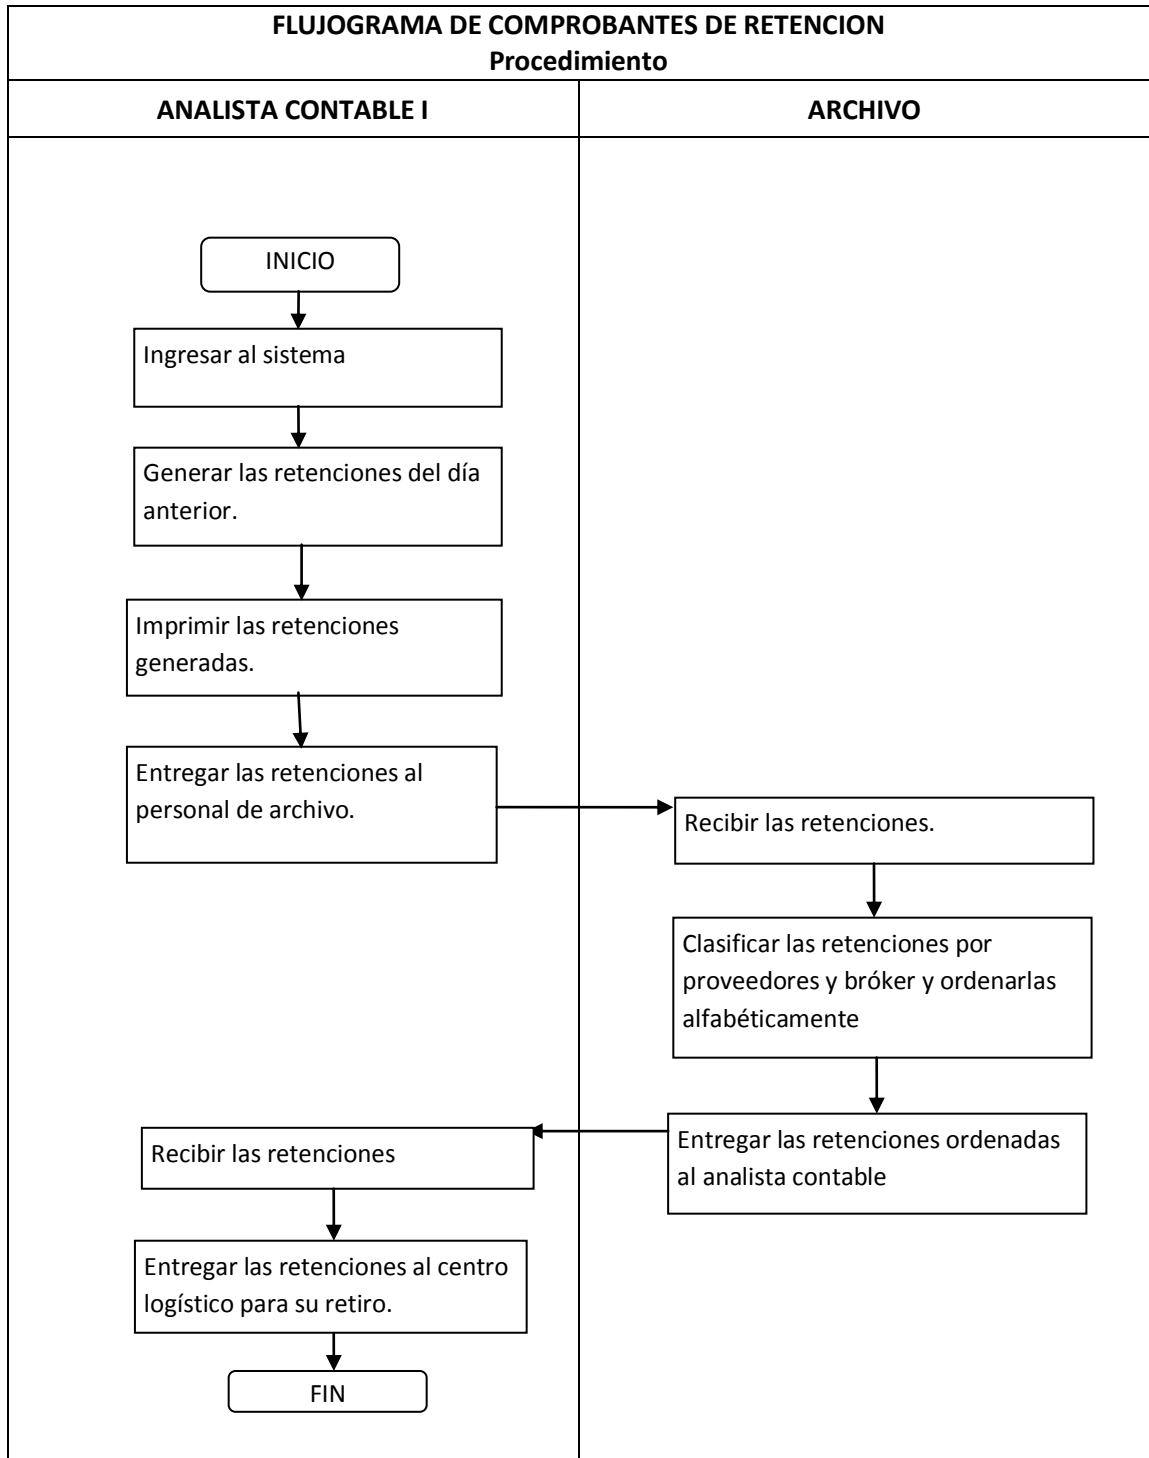 FLUJOGRAMA DE COMPROBANTES DE RETENCION
Procedimiento
ANALISTA CONTABLE I
ARCHIVO
INICIO
Ingresar al sistema
Generar las retenciones del día
anterior.
Imprimir las retenciones
generadas.
Entregar las retenciones al
personal de archivo.
Recibir las retenciones.
Clasificar las retenciones por
proveedores y bróker y ordenarlas
alfabéticamente
Entregar las retenciones ordenadas
al analista contable
Recibir las retenciones
Entregar las retenciones al centro
logístico para su retiro.
FIN